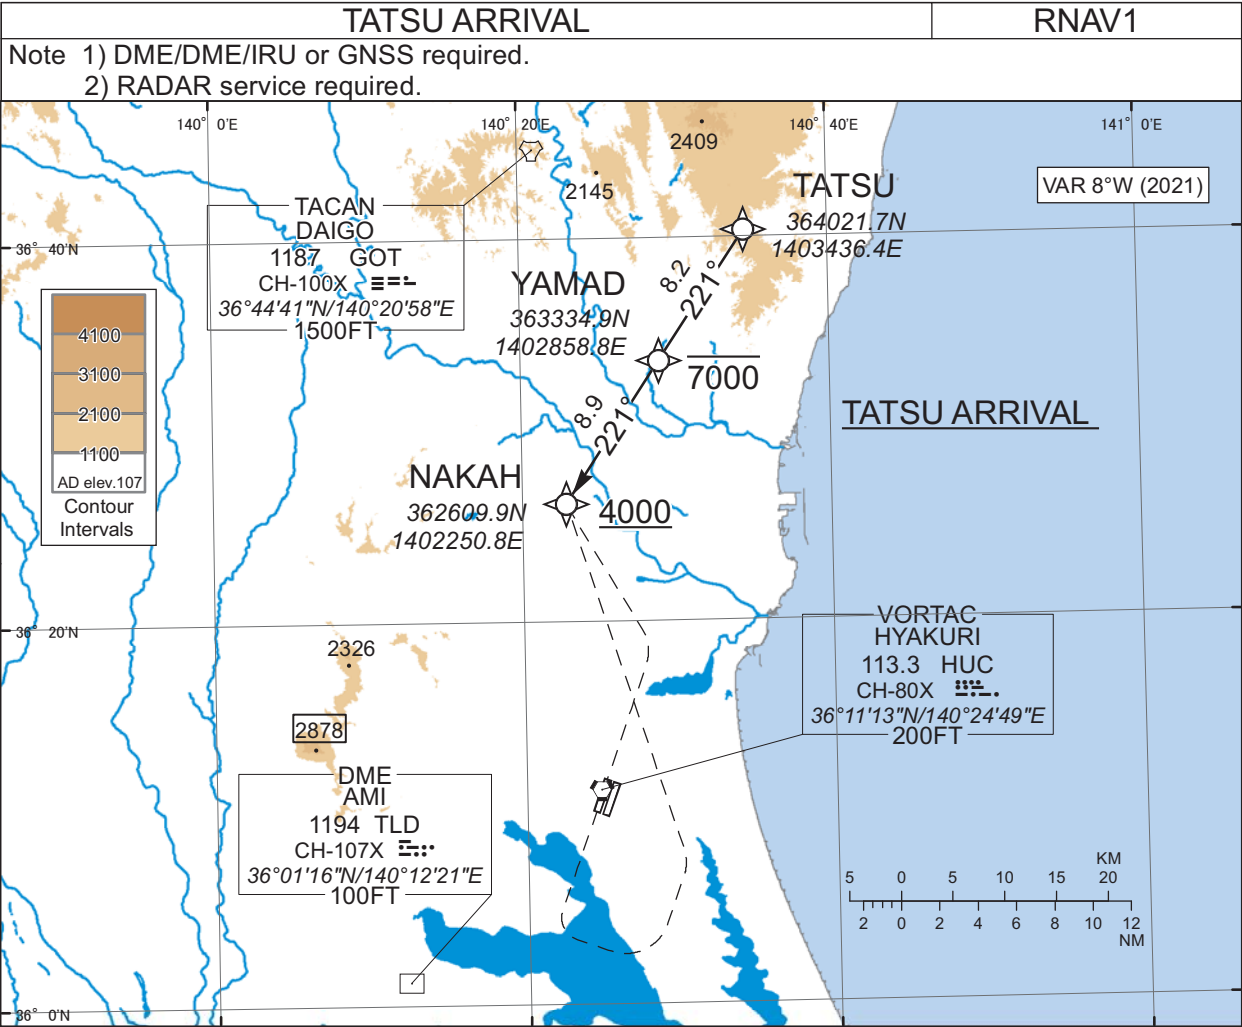 TATSU ARRIVAL
RNAV1
Note 1) DME/DME/IRU or GNSS required.
2) RADAR service required.
140° 0'E
140° 20'E
140° 40'E
141° 0'E
2409
2145
VAR 8°W (2021)
TATSU
364021.7N
1403436.4E
TACAN
DAIGO
1187 GOT
CH-100X
36°44'41"N/140°20'58"E
1500FT
36° 40'N
8.2
221°
YAMAD
363334.9N
1402858.8E
7000
4100
3100
2100
1100
AD elev.107
Contour
Intervals
8.9
221°
TATSU ARRIVAL
NAKAH
362609.9N
1402250.8E
4000
36° 20'N
2326
2878
VORTAC
HYAKURI
113.3 HUC
CH-80X
36°11'13"N/140°24'49"E
200FT
DME
AMI
1194 TLD
CH-107X
36°01'16"N/140°12'21"E
100FT
KM
5 0 5 10 15 20
2 0 2 4 6 8 10 12
NM
36° 0'N